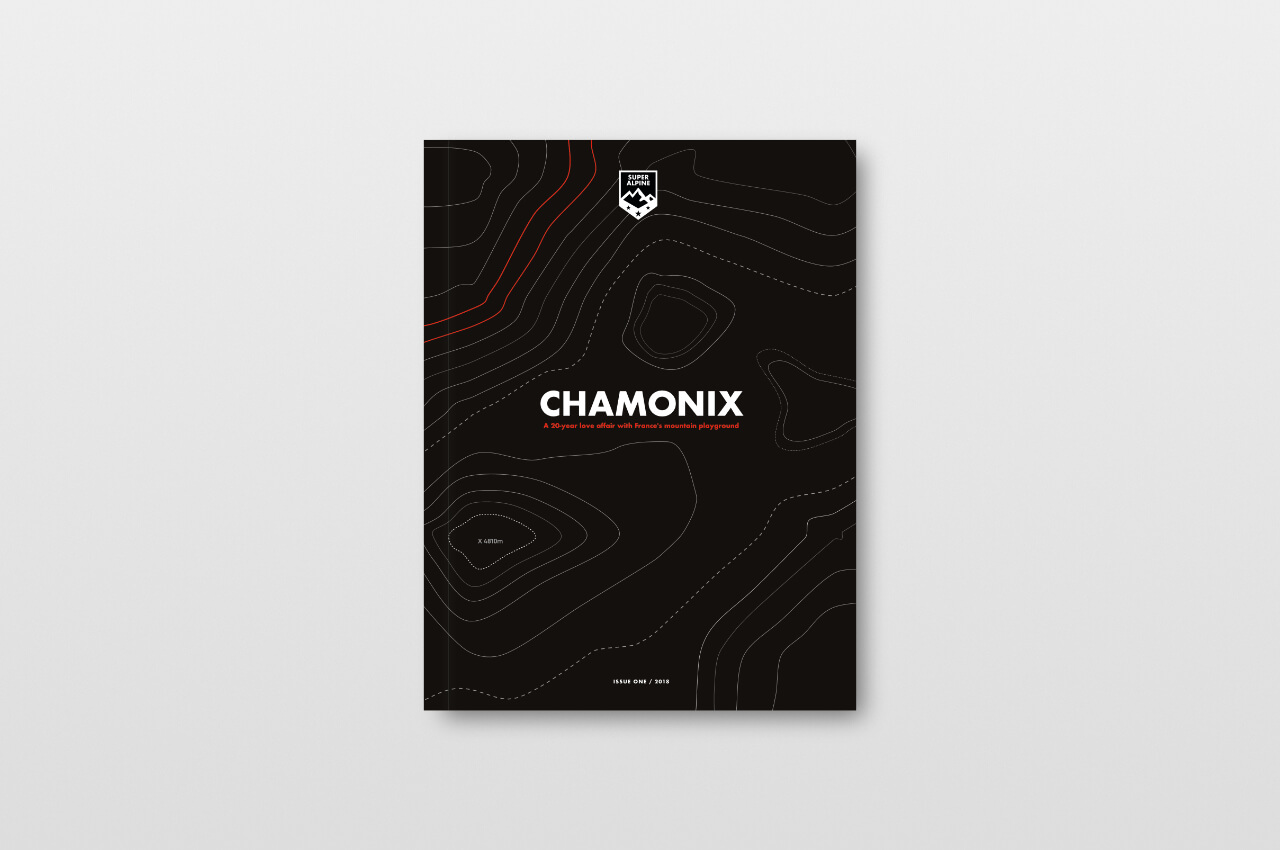 SUPER
ALPINE
CHAMONIX
A 20-year love affair with France's mountain playground
X 4810m
ISSUE ONE / 2018